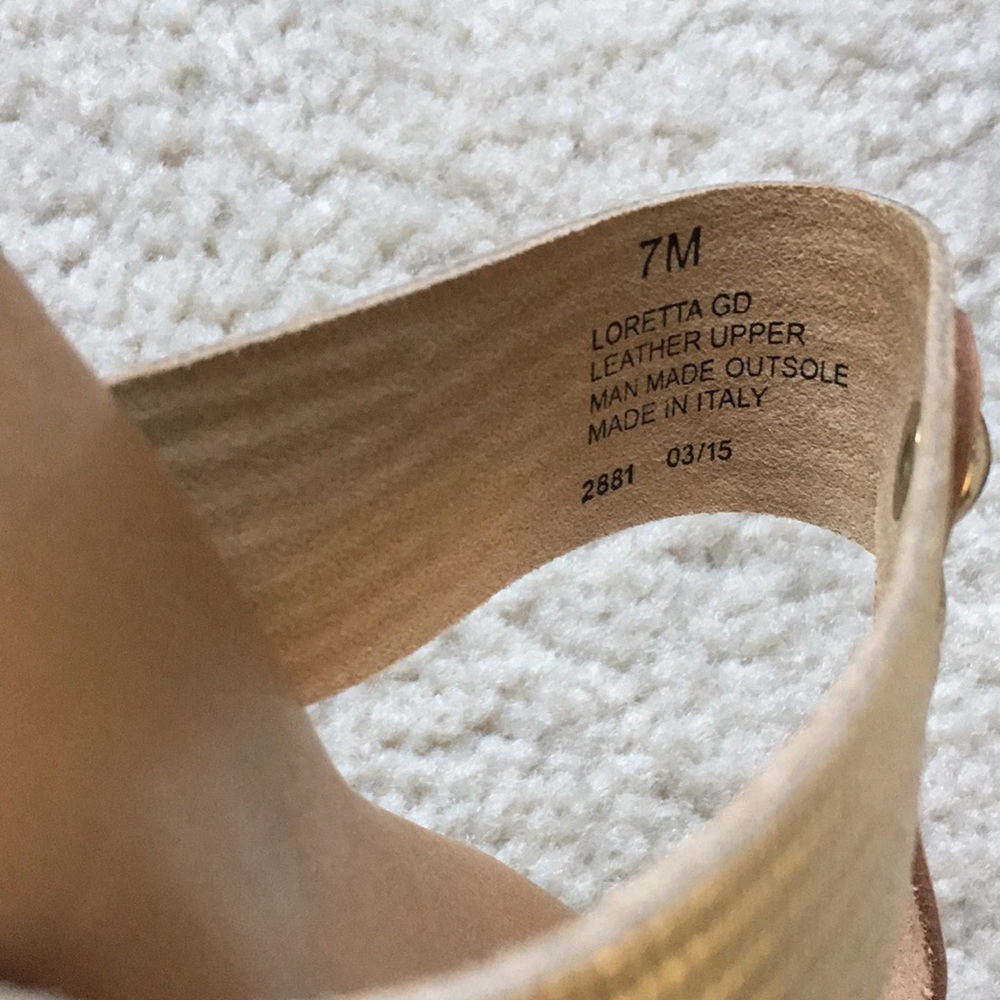 7M
LORETTA GD
LEATHER UPPER
MAN MADE OUTSOLE
MADE IN ITALY
2881 03/15